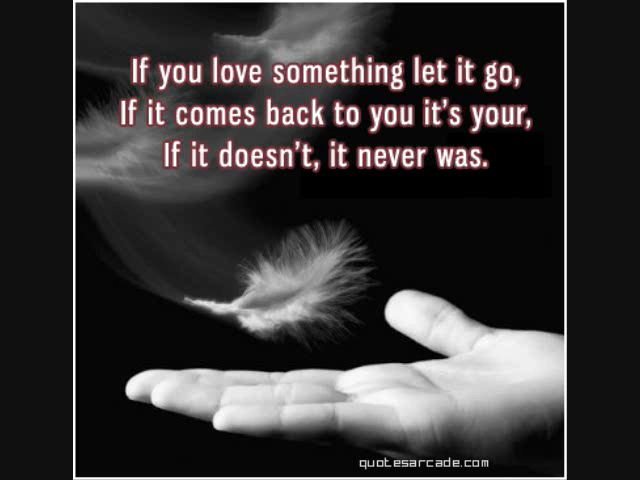 If you love something let it go,
If it comes back to you it's your,
If it doesn't, it never was.
quotesarcade.com